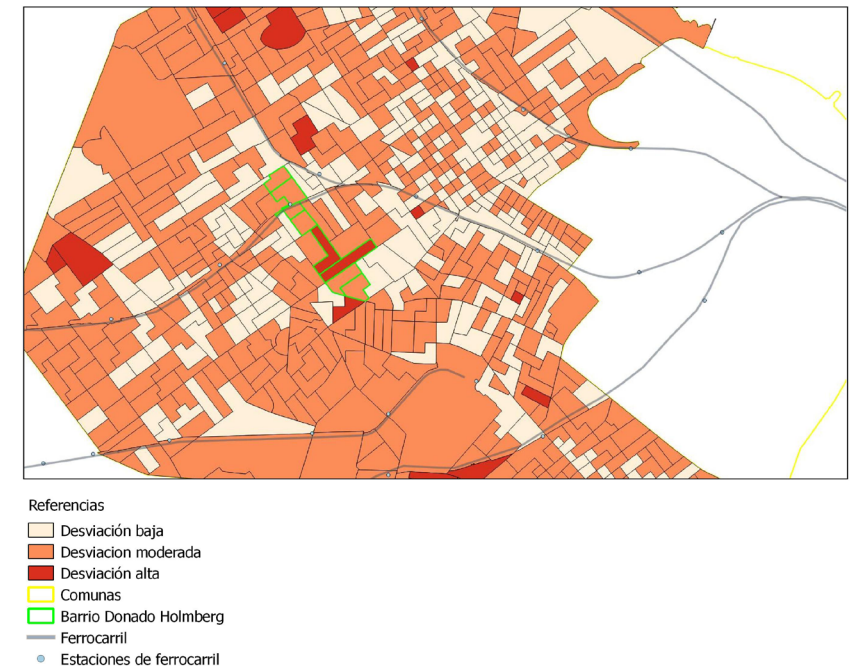 Referencias
Desviación baja
Desviacion moderada
Desviación alta
Comunas
Barrio Donado Holmberg
Ferrocarril
Estaciones de ferrocarril